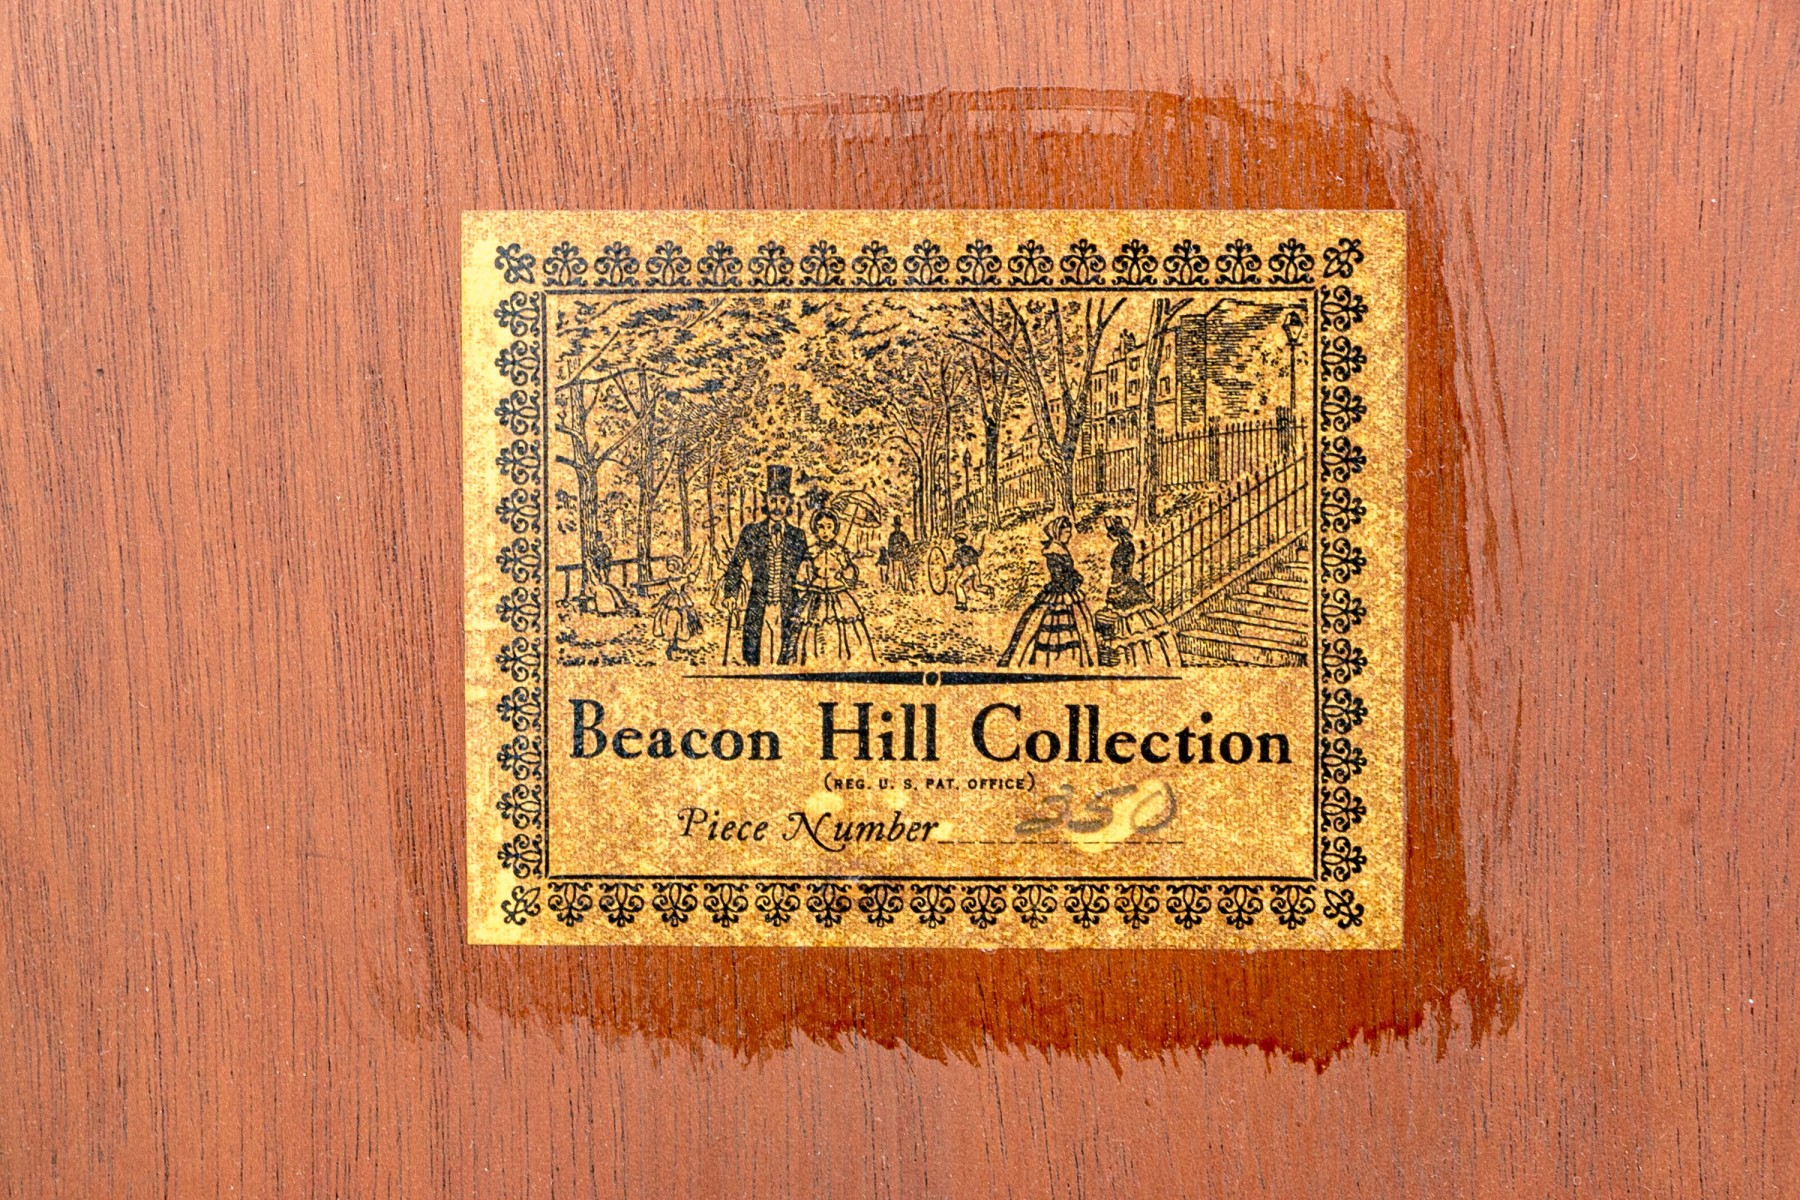 Beacon Hill Collection
(REG. U. S. PAT. OFFICE)
Piece Number 350